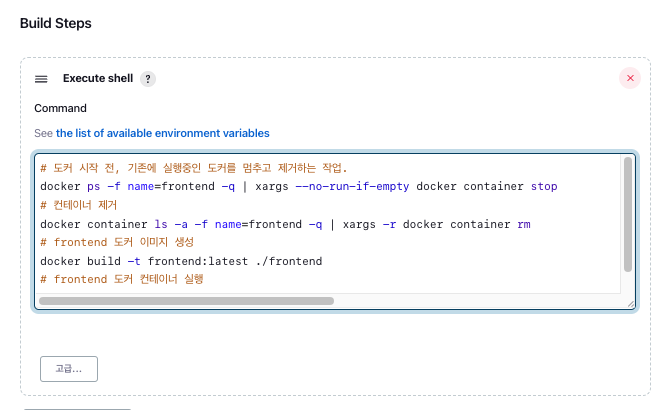 Build Steps
Execute shell ?
Command
See the list of available environment variables
# 도커 시작 전, 기존에 실행중인 도커를 멈추고 제거하는 작업.
docker ps -f name=frontend -q | xargs --no-run-if-empty docker container stop
# 컨테이너 제거
docker container ls -a -f name=frontend -q | xargs -r docker container rm
# frontend 도커 이미지 생성
docker build -t frontend:latest ./frontend
# frontend 도커 컨테이너 실행
고급...